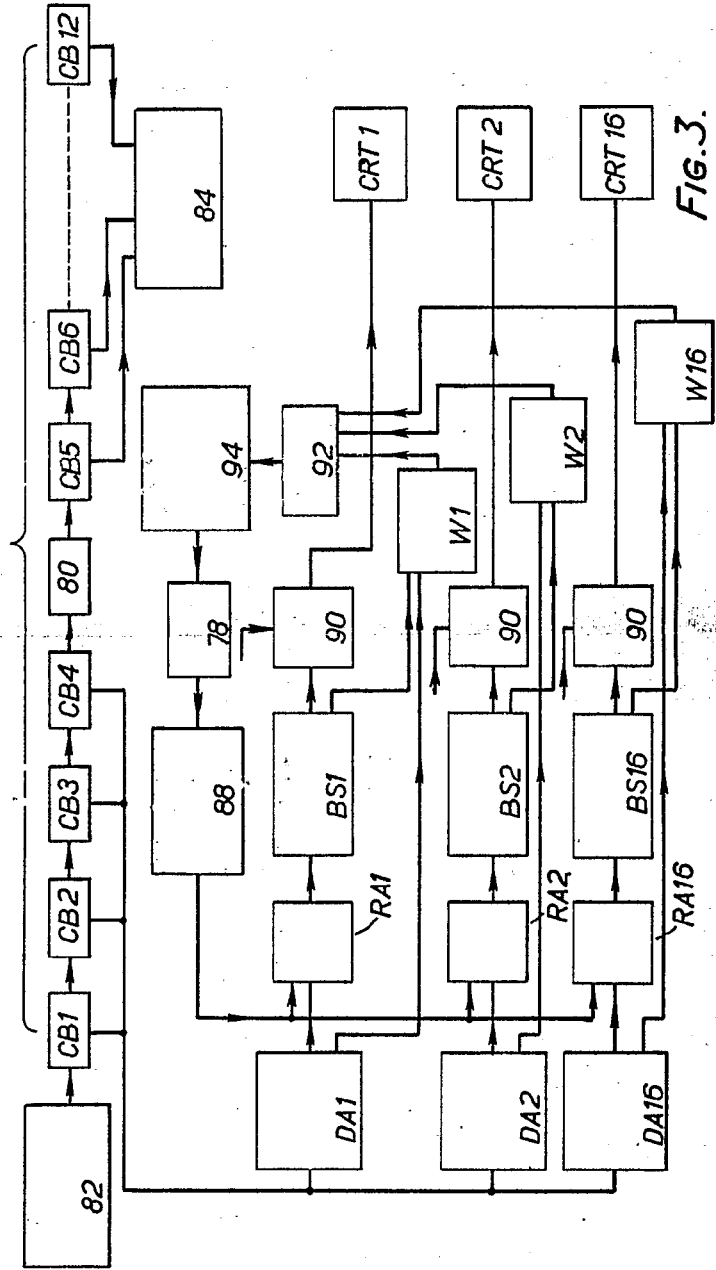 82
CB1
CB2
CB3
CB4
80
CB5
CB6
CB12
84
88
78
94
92
DA1
RA1
BS1
90
W1
CRT 1
DA2
RA2
BS2
90
W2
CRT 2
DA16
RA16
BS16
90
W16
CRT 16
FIG.3.